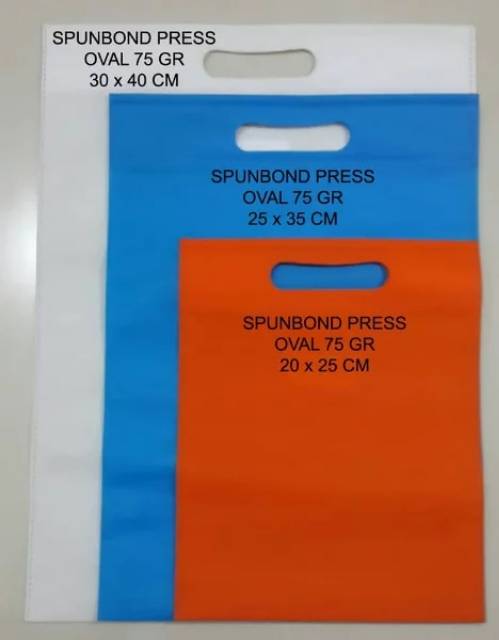 SPUNBOND PRESS
OVAL 75 GR
30 x 40 CM
SPUNBOND PRESS
OVAL 75 GR
25 x 35 CM
SPUNBOND PRESS
OVAL 75 GR
20 x 25 CM